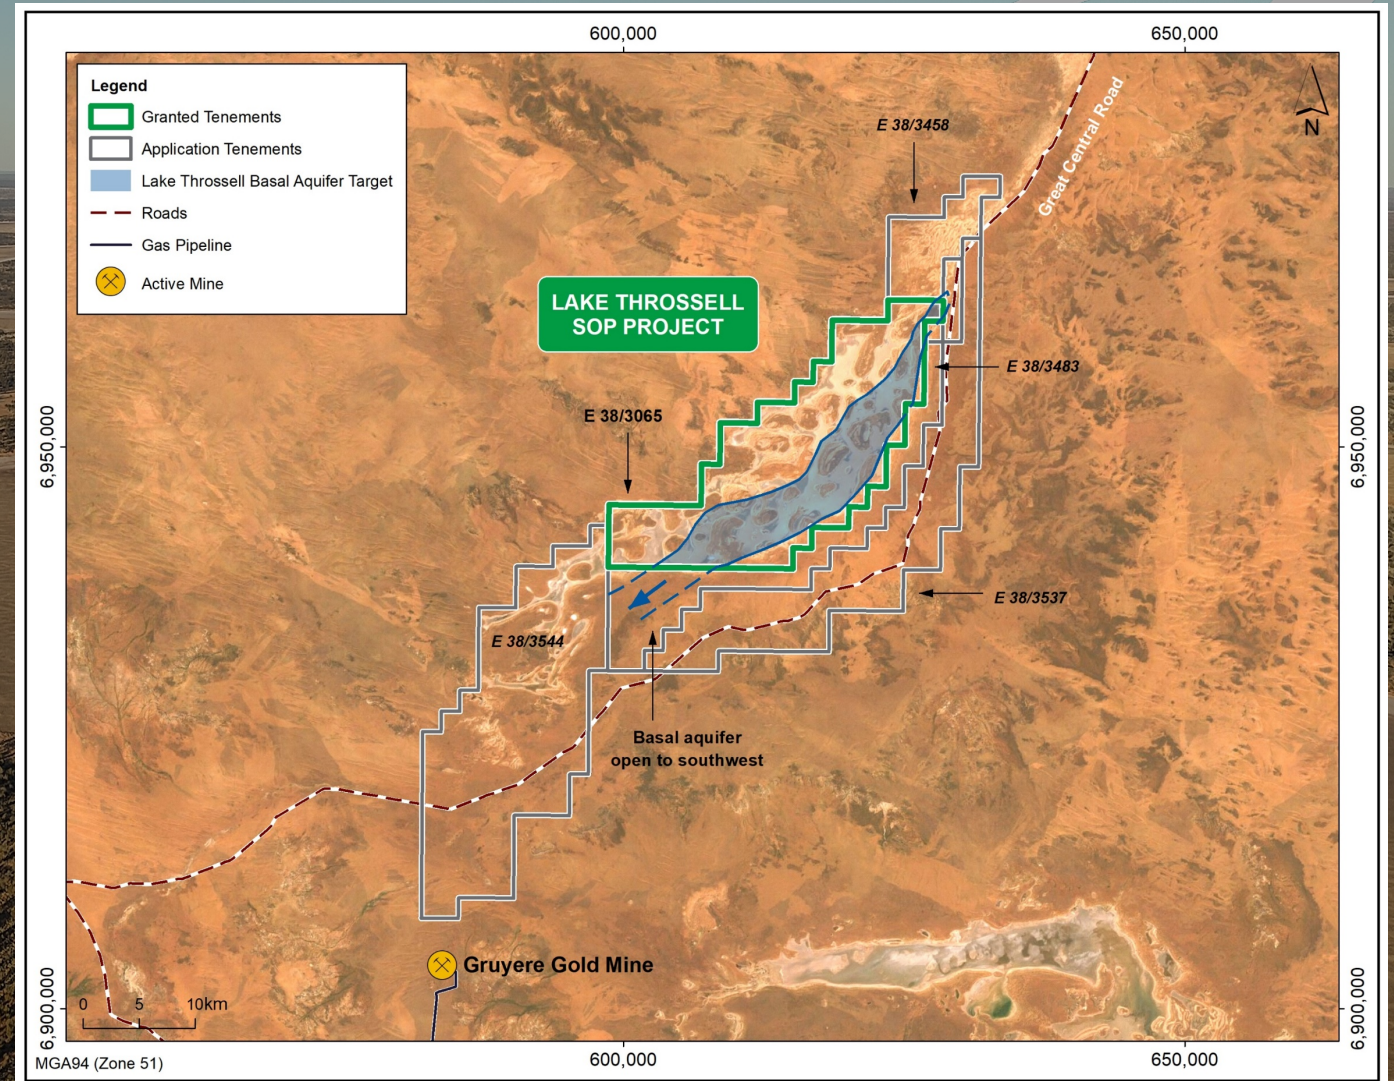 600,000
650,000
Legend
Granted Tenements
Application Tenements
Lake Throssell Basal Aquifer Target
Roads
Gas Pipeline
Active Mine
N
Great Central Road
E 38/3458
LAKE THROSSELL
SOP PROJECT
E 38/3483
E 38/3065
6,950,000
6,950,000
E 38/3537
E 38/3544
Basal aquifer
open to southwest
Gruyere Gold Mine
0 5 10km
6,900,000
6,900,000
MGA94 (Zone 51)
600,000
650,000